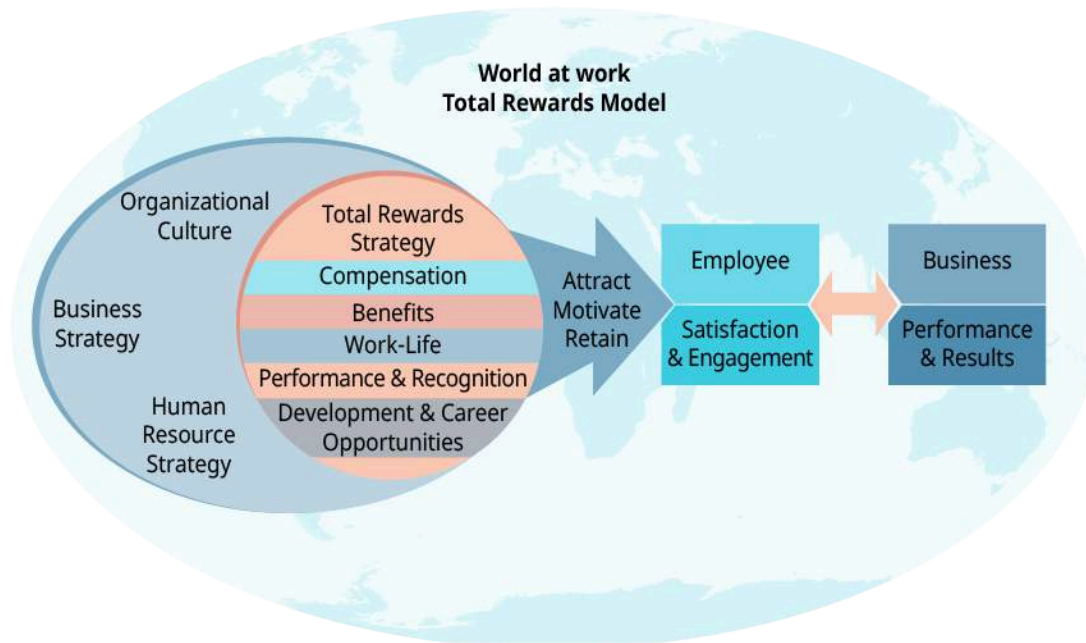 World at work
Total Rewards Model
Organizational
Culture
Business
Strategy
Human
Resource
Strategy
Total Rewards
Strategy
Compensation
Benefits
Work-Life
Performance & Recognition
Development & Career
Opportunities
Attract
Motivate
Retain
Employee
Satisfaction
& Engagement
Business
Performance
& Results